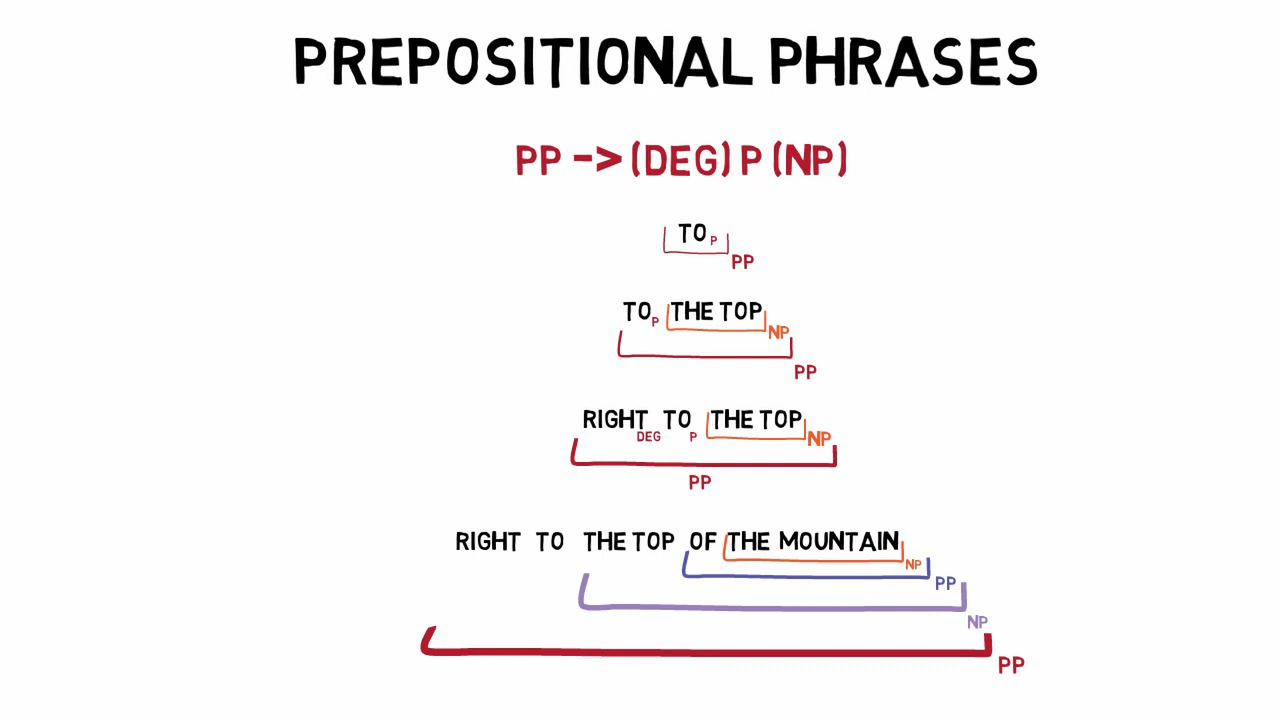 PREPOSITIONAL PHRASES
PP -> (DEG) P (NP)
TO P
PP
TO P THE TOP NP
PP
RIGHT DEG TO P THE TOP NP
PP
RIGHT TO THE TOP OF THE MOUNTAIN NP
PP
NP
PP